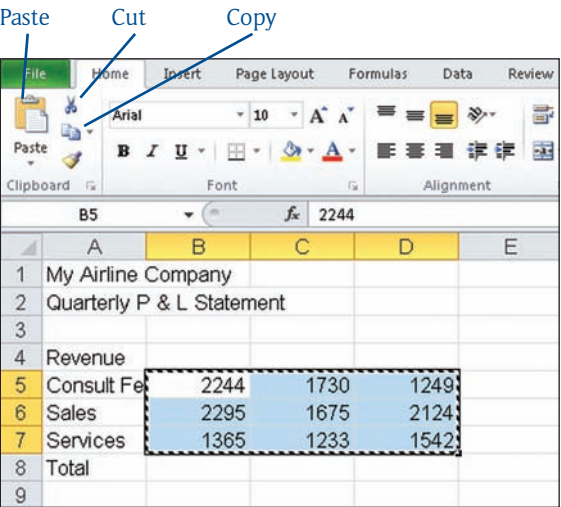 Paste Cut Copy
File Home Insert Page Layout Formulas Data Review
Arial 10 A A
Paste
B I U A
Clipboard Font Alignment
B5 fx 2244
A B C D E
1 My Airline Company
2 Quarterly P & L Statement
3
4 Revenue
5 Consult Fe 2244 1730 1249
6 Sales 2295 1675 2124
7 Services 1365 1233 1542
8 Total
9